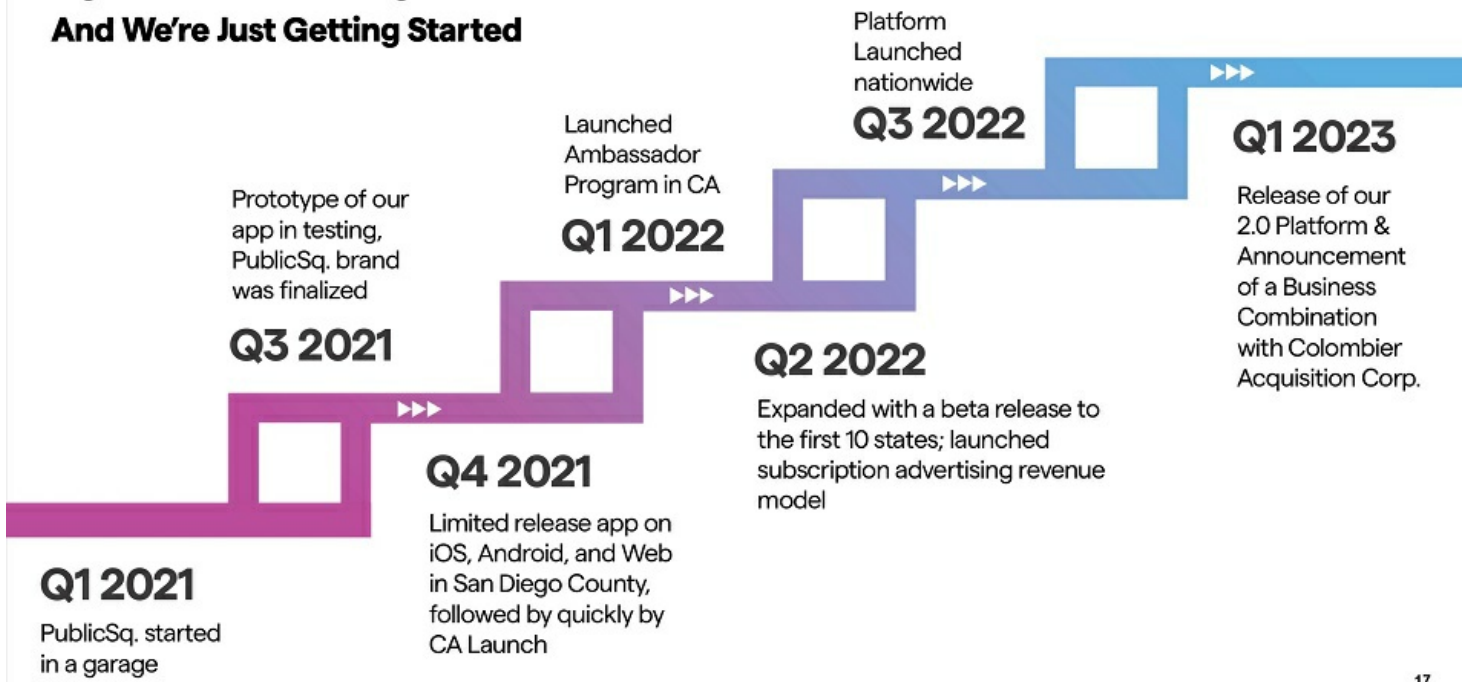 And We're Just Getting Started
Q1 2021
PublicSq. started
in a garage
Prototype of our
app in testing,
PublicSq. brand
was finalized
Q3 2021
Q4 2021
Limited release app on
iOS, Android, and Web
in San Diego County,
followed by quickly by
CA Launch
Launched
Ambassador
Program in CA
Q1 2022
Q2 2022
Expanded with a beta release to
the first 10 states; launched
subscription advertising revenue
model
Platform
Launched
nationwide
Q3 2022
Q1 2023
Release of our
2.0 Platform &
Announcement
of a Business
Combination
with Colombier
Acquisition Corp.
17